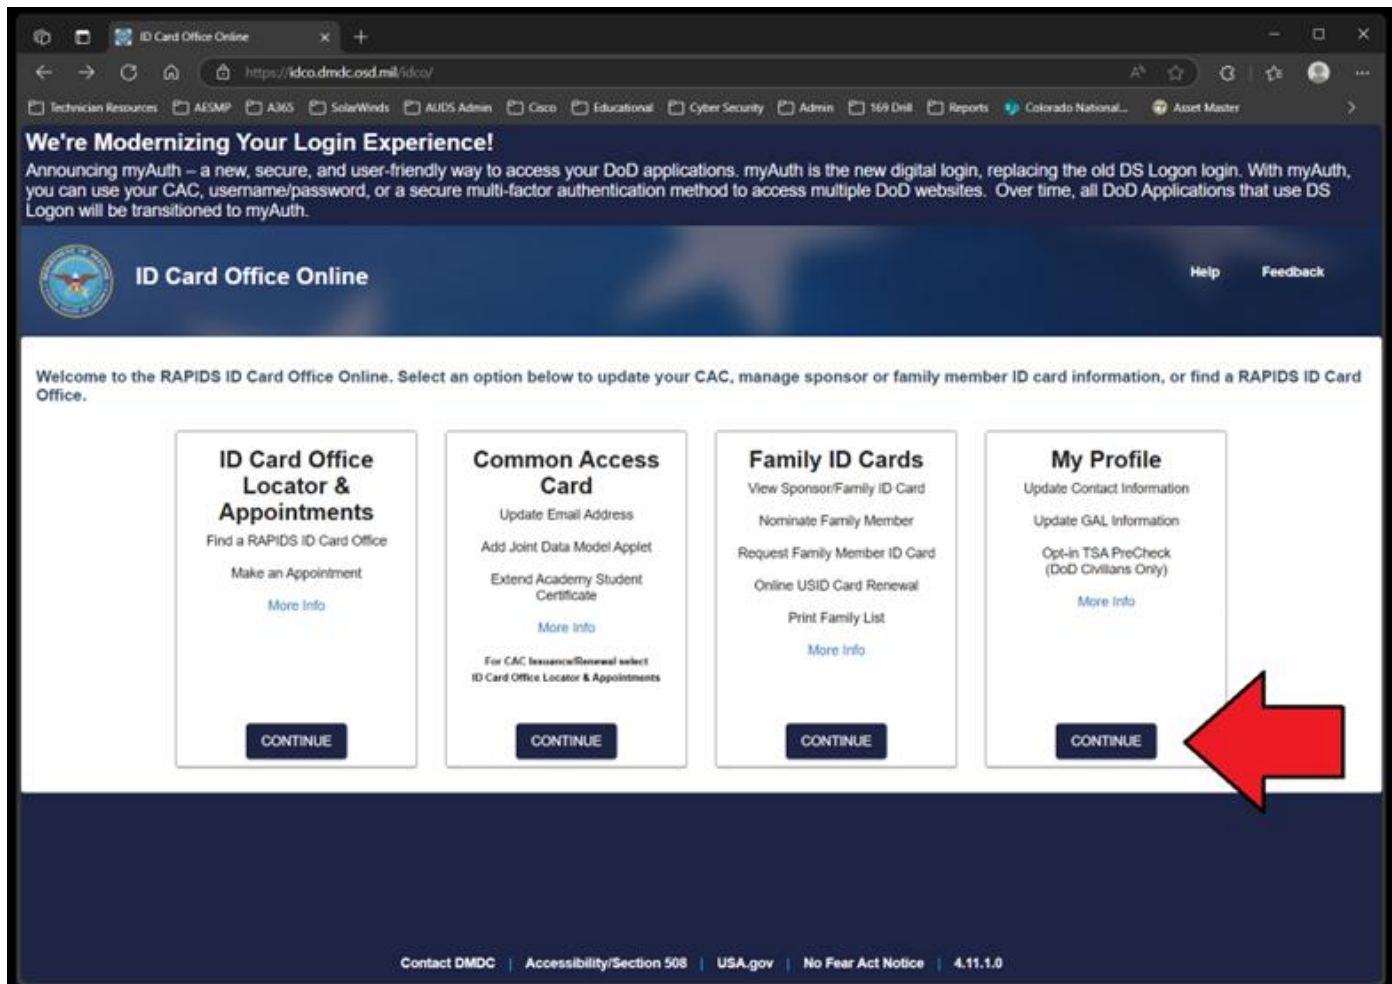 ID Card Office Online
https://idco.dmdc.osd.mil/idco/
Technician Resources AESMP A365 SolarWinds AUDS Admin Cisco Educational Cyber Security Admin 169 Drill Reports Colorado National... Asset Master
We're Modernizing Your Login Experience!
Announcing myAuth – a new, secure, and user-friendly way to access your DoD applications. myAuth is the new digital login, replacing the old DS Logon login. With myAuth,
you can use your CAC, username/password, or a secure multi-factor authentication method to access multiple DoD websites. Over time, all DoD Applications that use DS
Logon will be transitioned to myAuth.
ID Card Office Online
Help Feedback
Welcome to the RAPIDS ID Card Office Online. Select an option below to update your CAC, manage sponsor or family member ID card information, or find a RAPIDS ID Card
Office.
ID Card Office
Locator &
Appointments
Find a RAPIDS ID Card Office
Make an Appointment
More Info
CONTINUE
Common Access
Card
Update Email Address
Add Joint Data Model Applet
Extend Academy Student
Certificate
More Info
For CAC Issuance/Renewal select
ID Card Office Locator & Appointments
CONTINUE
Family ID Cards
View Sponsor/Family ID Card
Nominate Family Member
Request Family Member ID Card
Online USID Card Renewal
Print Family List
More Info
CONTINUE
My Profile
Update Contact Information
Update GAL Information
Opt-in TSA PreCheck
(DoD Civilians Only)
More Info
CONTINUE
Contact DMDC | Accessibility/Section 508 | USA.gov | No Fear Act Notice | 4.11.1.0